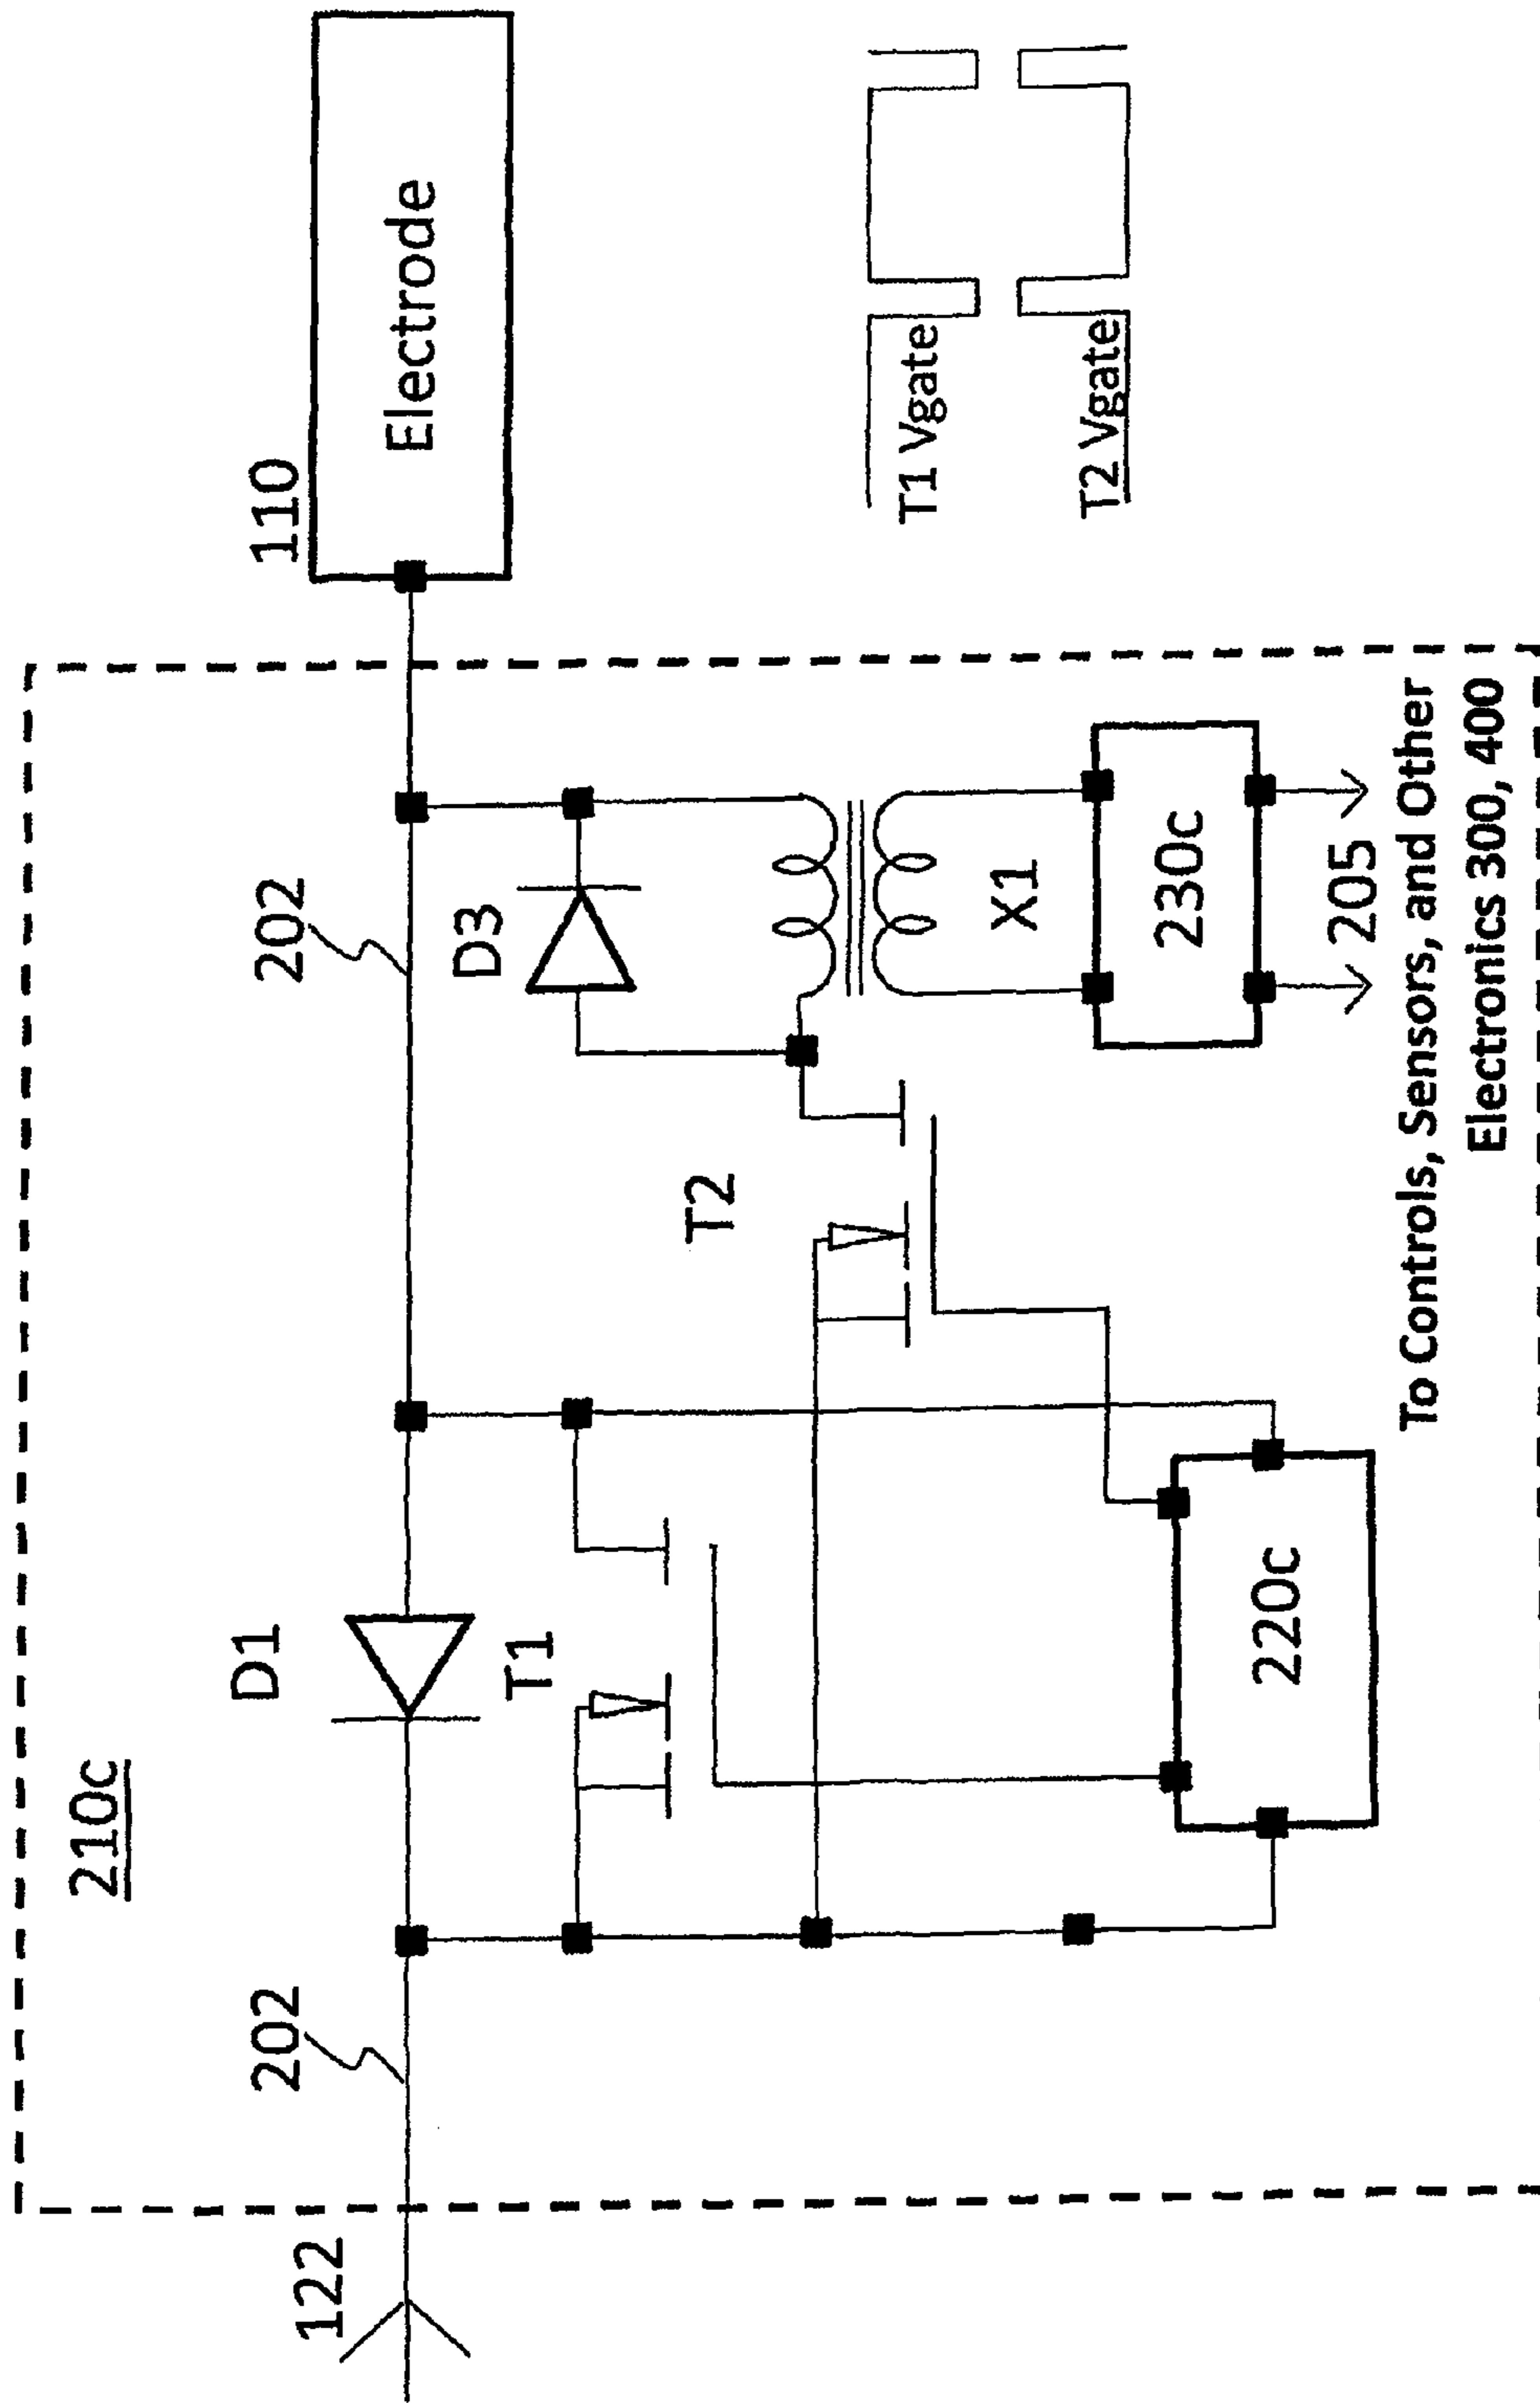 210c
122
202
D1
202
110
Electrode
T1
D3
T2
T1 Vgate
X1
T2 Vgate
220c
230c
205
To Controls, Sensors, and Other
Electronics 300, 400